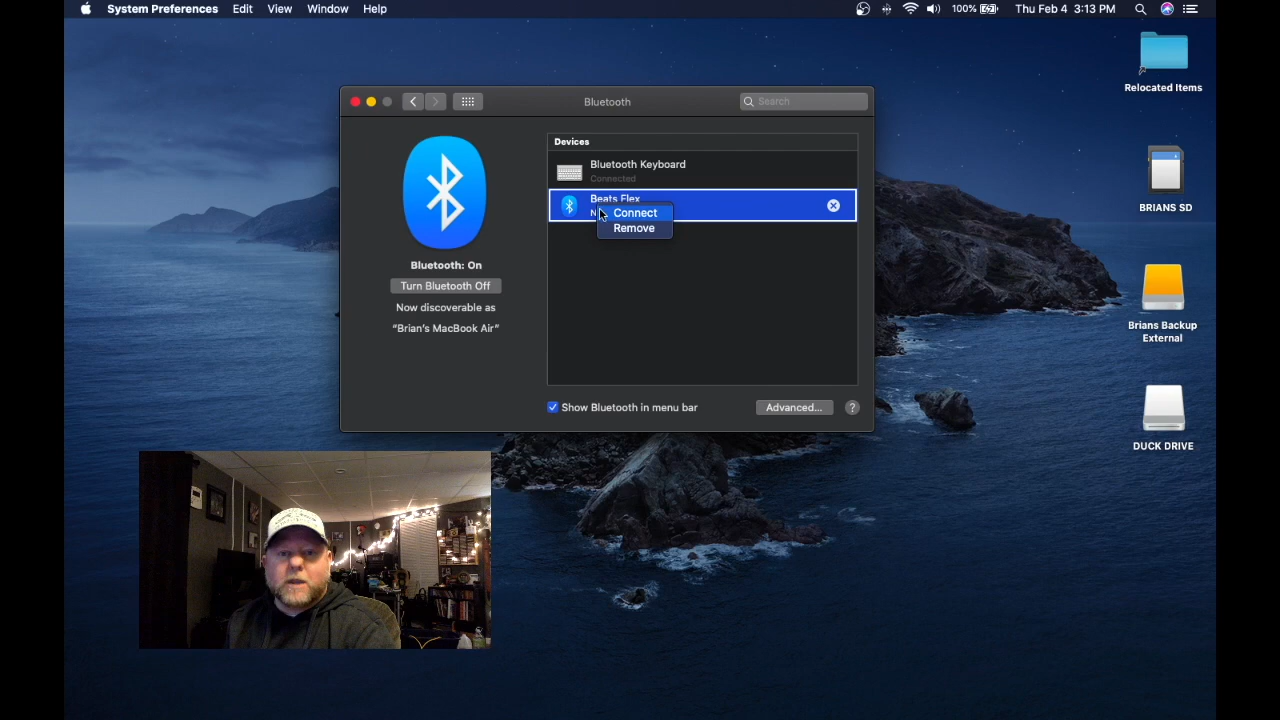 System Preferences Edit View Window Help
100% Thu Feb 4 3:13 PM
Bluetooth
Search
Devices
Bluetooth Keyboard
Connected
Beats Flex
Connect
Remove
Bluetooth: On
Turn Bluetooth Off
Now discoverable as
“Brian’s MacBook Air”
Show Bluetooth in menu bar
Advanced...
?
Relocated Items
BRIANS SD
Brians Backup
External
DUCK DRIVE